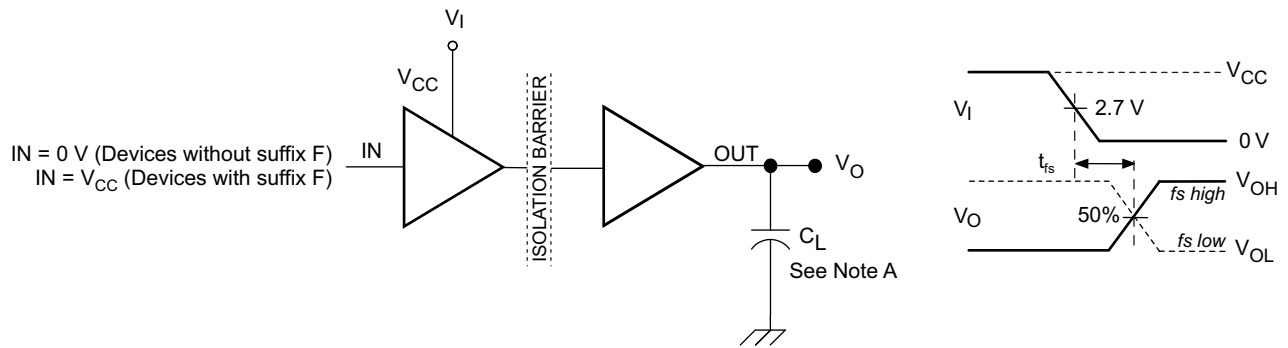 V_I
V_CC
ISOLATION BARRIER
IN = 0 V (Devices without suffix F)
IN = V_CC (Devices with suffix F)
IN
OUT
V_O
C_L
See Note A
V_CC
V_I
2.7 V
0 V
t_fs
V_OH
fs high
V_O
50%
fs low
V_OL